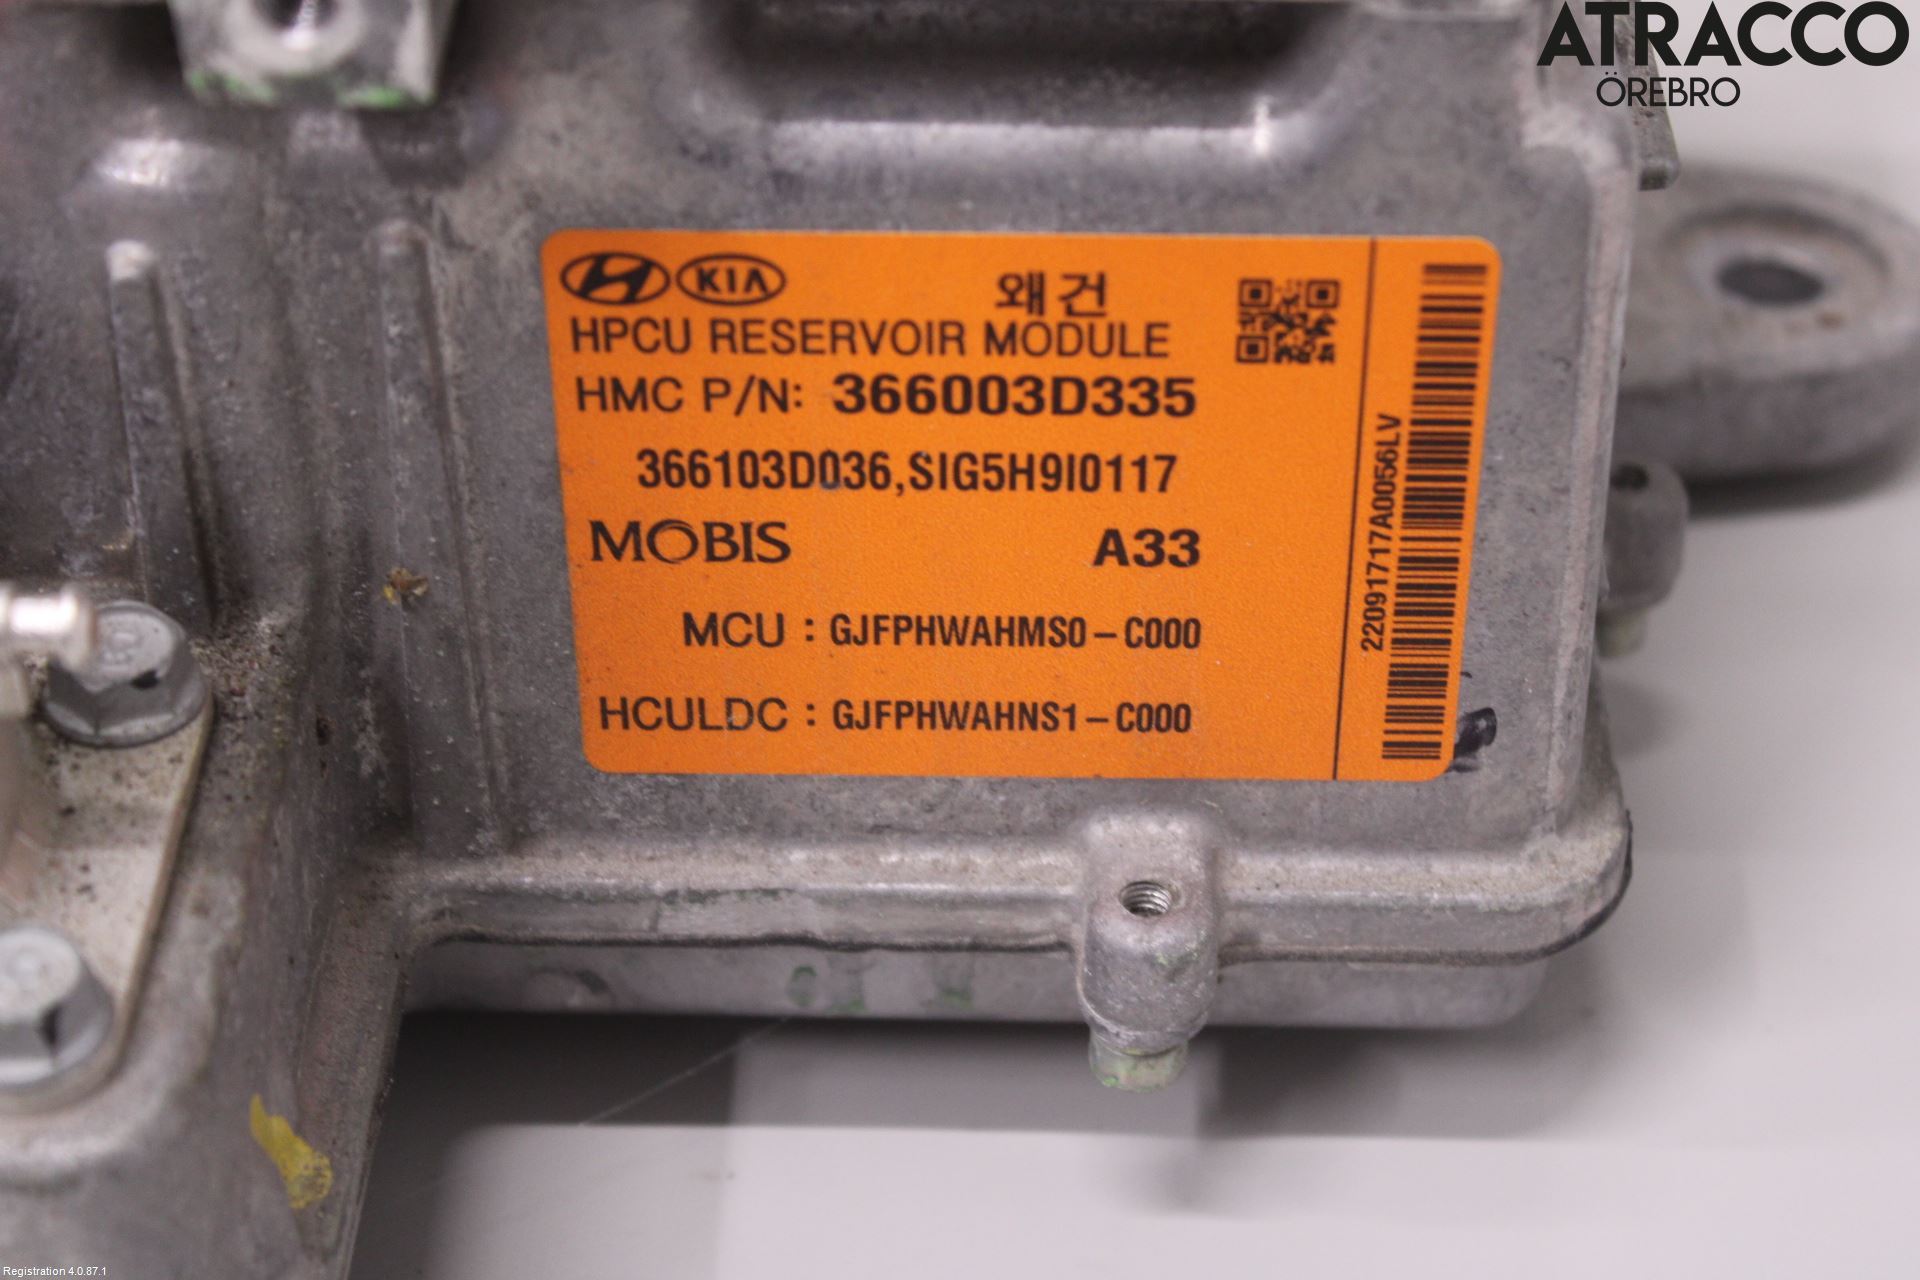 ATRACCO
ÖREBRO
KIA
왜건
HPCU RESERVOIR MODULE
HMC P/N: 366003D335
366103D036,SIG5H9I0117
MOBIS A33
MCU : GJFPHWAHMS0-C000
HCULDC : GJFPHWAHNS1-C000
22091717A00566LV
Registration 4.0.87.1